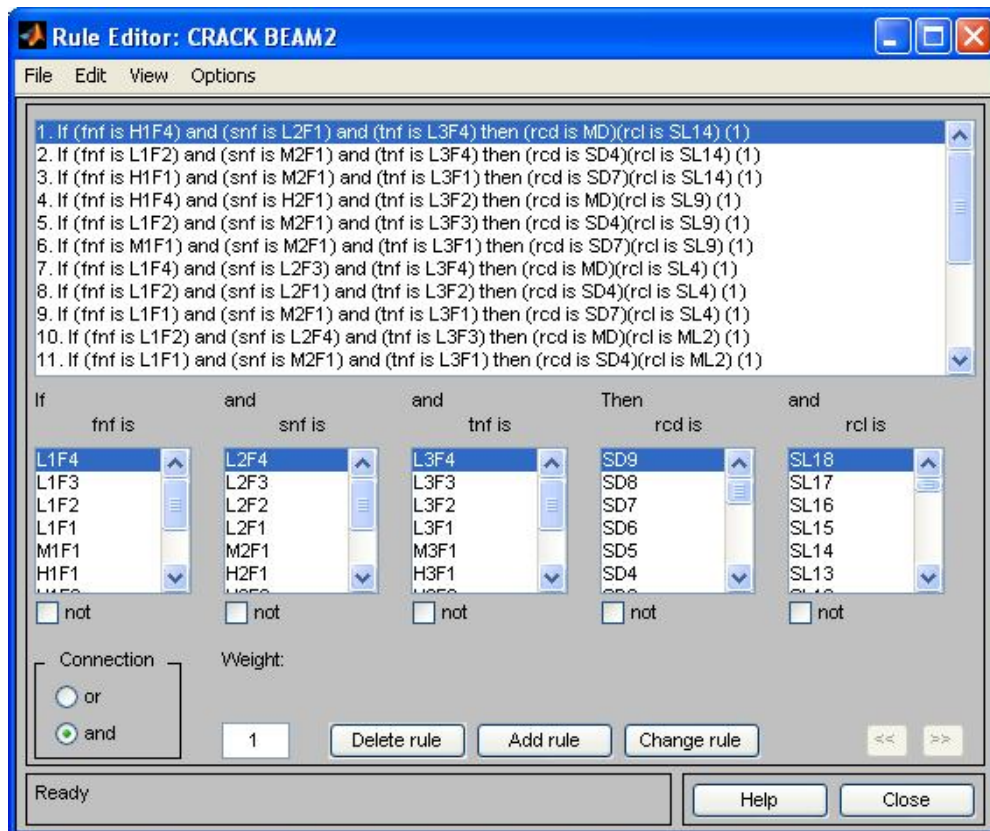 Rule Editor: CRACK BEAM2
File Edit View Options
1. If (fnf is H1F4) and (snf is L2F1) and (tnf is L3F4) then (rcd is MD)(rcl is SL14) (1)
2. If (fnf is L1F2) and (snf is M2F1) and (tnf is L3F4) then (rcd is SD4)(rcl is SL14) (1)
3. If (fnf is H1F1) and (snf is M2F1) and (tnf is L3F1) then (rcd is SD7)(rcl is SL14) (1)
4. If (fnf is H1F4) and (snf is H2F1) and (tnf is L3F2) then (rcd is MD)(rcl is SL9) (1)
5. If (fnf is L1F2) and (snf is M2F1) and (tnf is L3F3) then (rcd is SD4)(rcl is SL9) (1)
6. If (fnf is M1F1) and (snf is M2F1) and (tnf is L3F1) then (rcd is SD7)(rcl is SL9) (1)
7. If (fnf is L1F4) and (snf is L2F3) and (tnf is L3F4) then (rcd is MD)(rcl is SL4) (1)
8. If (fnf is L1F2) and (snf is L2F1) and (tnf is L3F2) then (rcd is SD4)(rcl is SL4) (1)
9. If (fnf is L1F1) and (snf is M2F1) and (tnf is L3F1) then (rcd is SD7)(rcl is SL4) (1)
10. If (fnf is L1F2) and (snf is L2F4) and (tnf is L3F3) then (rcd is MD)(rcl is ML2) (1)
11. If (fnf is L1F1) and (snf is M2F1) and (tnf is L3F1) then (rcd is SD4)(rcl is ML2) (1)
If and and Then and
fnf is snf is tnf is rcd is rcl is
L1F4 L2F4 L3F4 SD9 SL18
L1F3 L2F3 L3F3 SD8 SL17
L1F2 L2F2 L3F2 SD7 SL16
L1F1 L2F1 L3F1 SD6 SL15
M1F1 M2F1 M3F1 SD5 SL14
H1F1 H2F1 H3F1 SD4 SL13
not not not not not
Connection Weight:
or
and 1 Delete rule Add rule Change rule << >>
Ready Help Close